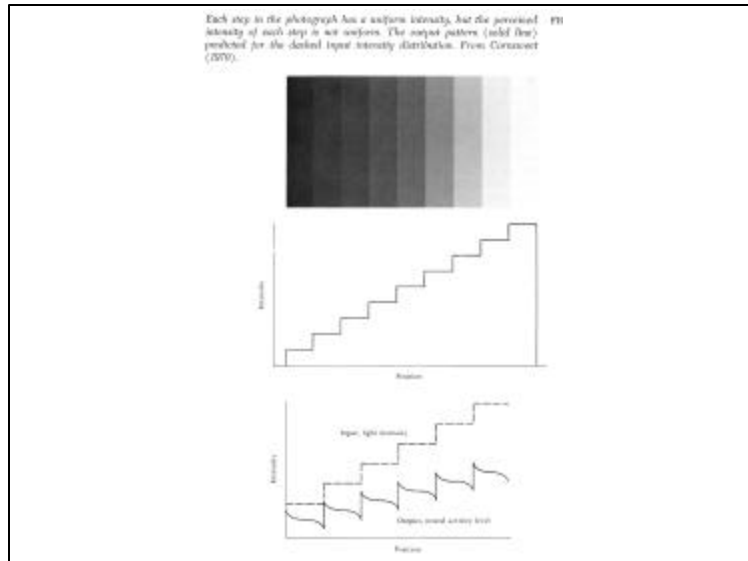 Each step in the photograph has a uniform intensity, but the perceived
intensity of each step is not uniform. The output pattern (solid line)
predicted for the dashed input intensity distribution. From Cornsweet
(1970).
Intensity
Position
Input, light intensity
Intensity
Output, neural activity level
Position